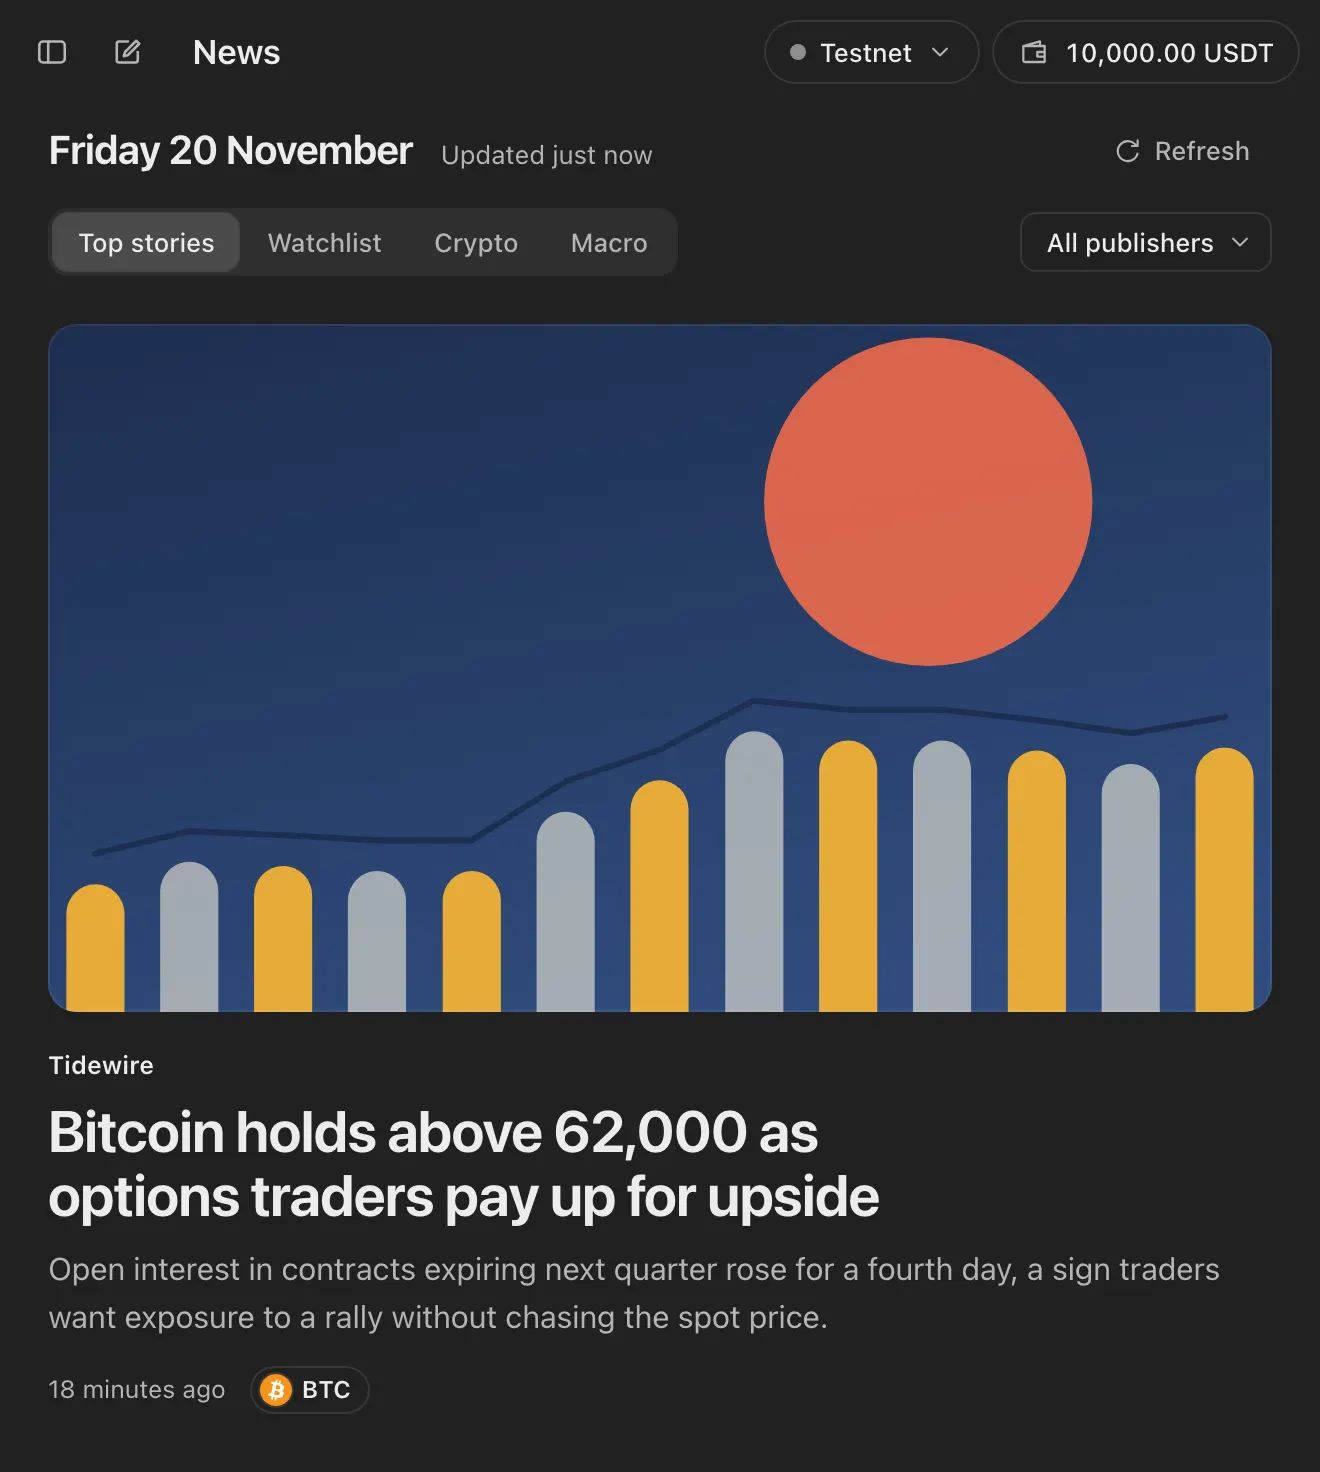 News
Testnet
10,000.00 USDT
Friday 20 November
Updated just now
Refresh
Top stories
Watchlist
Crypto
Macro
All publishers
Tidewire
Bitcoin holds above 62,000 as
options traders pay up for upside
Open interest in contracts expiring next quarter rose for a fourth day, a sign traders
want exposure to a rally without chasing the spot price.
18 minutes ago
BTC